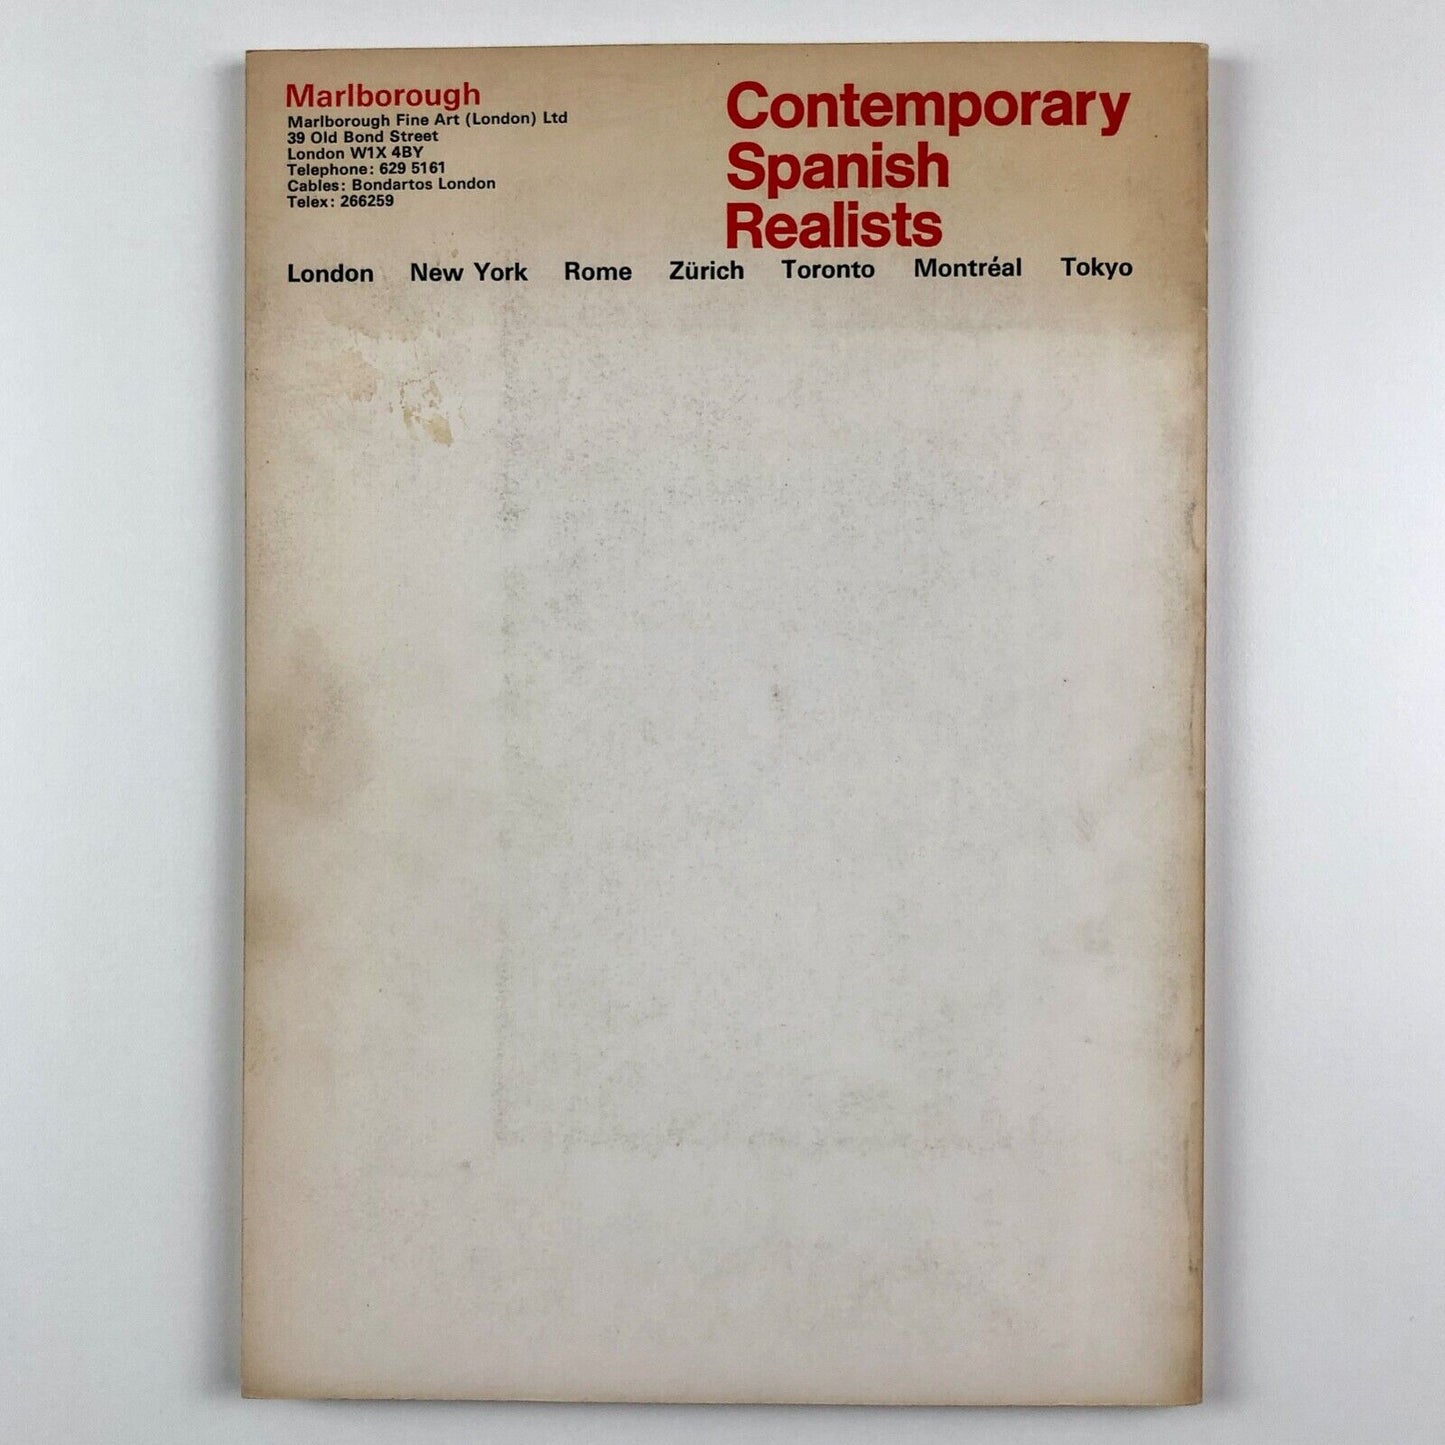 Marlborough
Marlborough Fine Art (London) Ltd
39 Old Bond Street
London W1X 4BY
Telephone: 629 5161
Cables: Bondartos London
Telex: 266259
Contemporary
Spanish
Realists
London New York Rome Zürich Toronto Montréal Tokyo